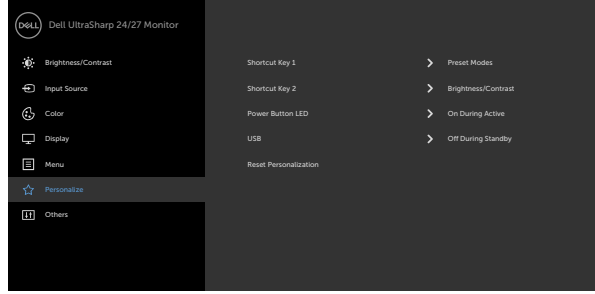 DELL Dell UltraSharp 24/27 Monitor
Brightness/Contrast
Input Source
Color
Display
Menu
Personalize
Others
Shortcut Key 1 Preset Modes
Shortcut Key 2 Brightness/Contrast
Power Button LED On During Active
USB Off During Standby
Reset Personalization